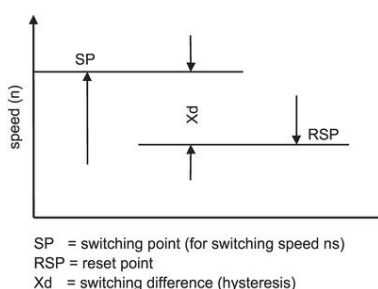 SP
speed (n)
Xd
RSP
SP = switching point (for switching speed ns)
RSP = reset point
Xd = switching difference (hysteresis)